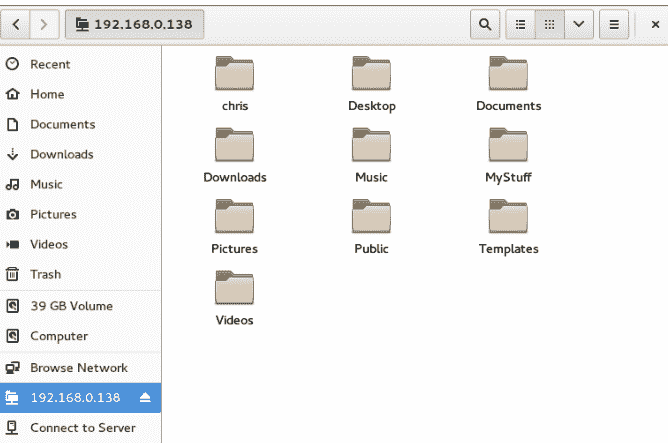 192.168.0.138
Recent
Home
Documents
Downloads
Music
Pictures
Videos
Trash
39 GB Volume
Computer
Browse Network
192.168.0.138
Connect to Server
chris
Desktop
Documents
Downloads
Music
MyStuff
Pictures
Public
Templates
Videos